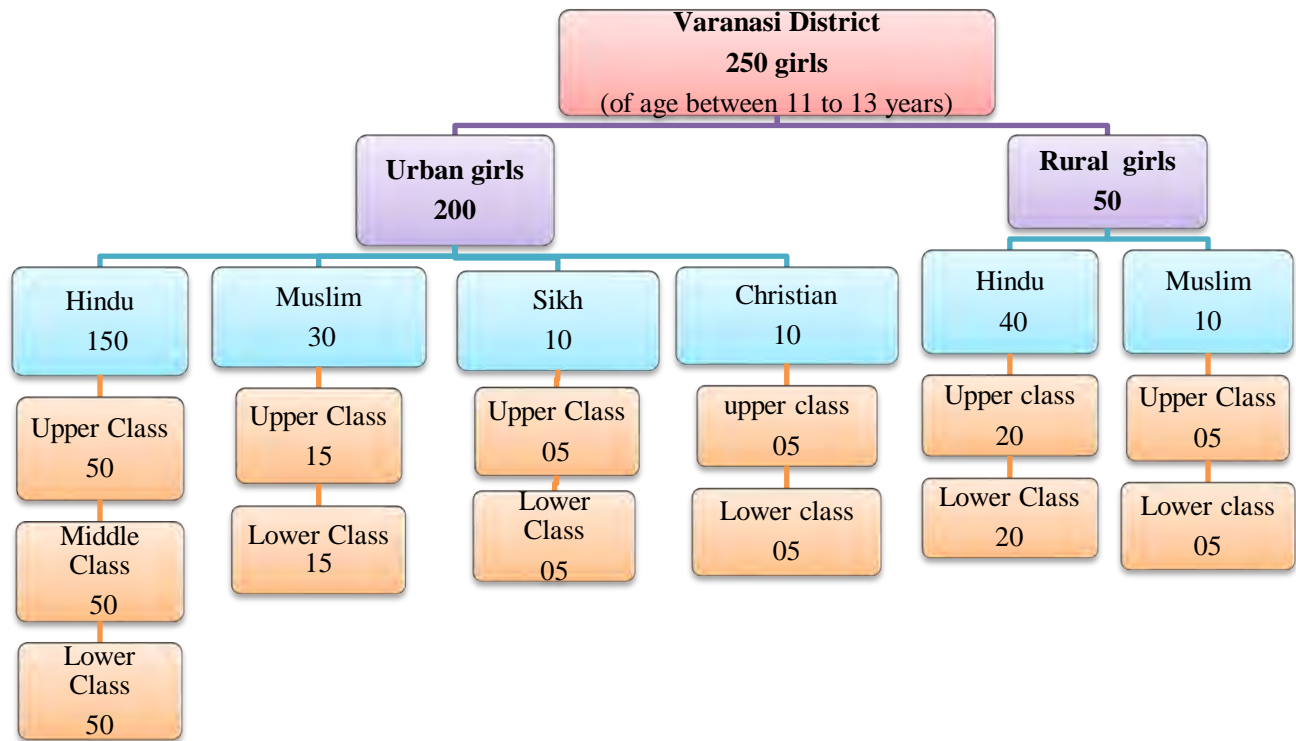 Varanasi District
250 girls
(of age between 11 to 13 years)
Urban girls
200
Rural girls
50
Hindu
150
Muslim
30
Sikh
10
Christian
10
Hindu
40
Muslim
10
Upper Class
50
Middle
Class
50
Lower
Class
50
Upper Class
15
Lower Class
15
Upper Class
05
Lower
Class
05
upper class
05
Lower class
05
Upper class
20
Lower Class
20
Upper Class
05
Lower class
05